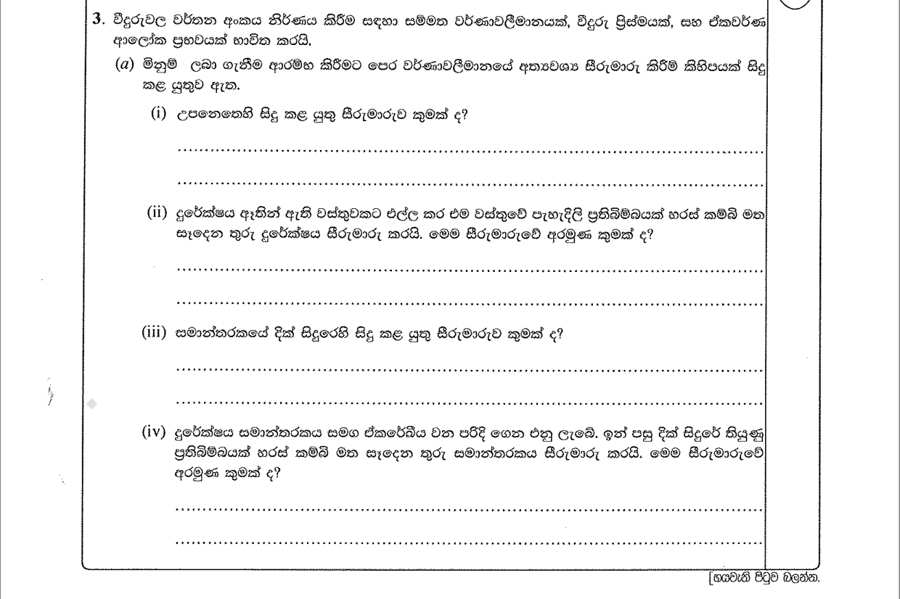 3. වීදුරුවල වර්තන අංකය නිර්ණය කිරීම සඳහා සම්මත වර්ණාවලීමානයක්, වීදුරු ප්‍රිස්මයක්, සහ ඒකවර්ණ
ආලෝක ප්‍රභවයක් භාවිත කරයි.
(a) මිනුම් ලබා ගැනීම ආරම්භ කිරීමට පෙර වර්ණාවලීමානයේ අත්‍යවශ්‍ය සීරුමාරු කිරීම් කිහිපයක් සිදු
කළ යුතුව ඇත.
(i) උපනෙතෙහි සිදු කළ යුතු සීරුමාරුව කුමක් ද?
(ii) දුරේක්ෂය ඈතින් ඇති වස්තුවකට එල්ල කර එම වස්තුවේ පැහැදිලි ප්‍රතිබිම්බයක් හරස් කම්බි මත
සෑදෙන තුරු දුරේක්ෂය සීරුමාරු කරයි. මෙම සීරුමාරුවේ අරමුණ කුමක් ද?
(iii) සමාන්තරකයේ දික් සිදුරෙහි සිදු කළ යුතු සීරුමාරුව කුමක් ද?
(iv) දුරේක්ෂය සමාන්තරකය සමග ඒකරේඛීය වන පරිදි ගෙන එනු ලැබේ. ඉන් පසු දික් සිදුරේ තියුණු
ප්‍රතිබිම්බයක් හරස් කම්බි මත සෑදෙන තුරු සමාන්තරකය සීරුමාරු කරයි. මෙම සීරුමාරුවේ
අරමුණ කුමක් ද?
[හයවැනි පිටුව බලන්න.